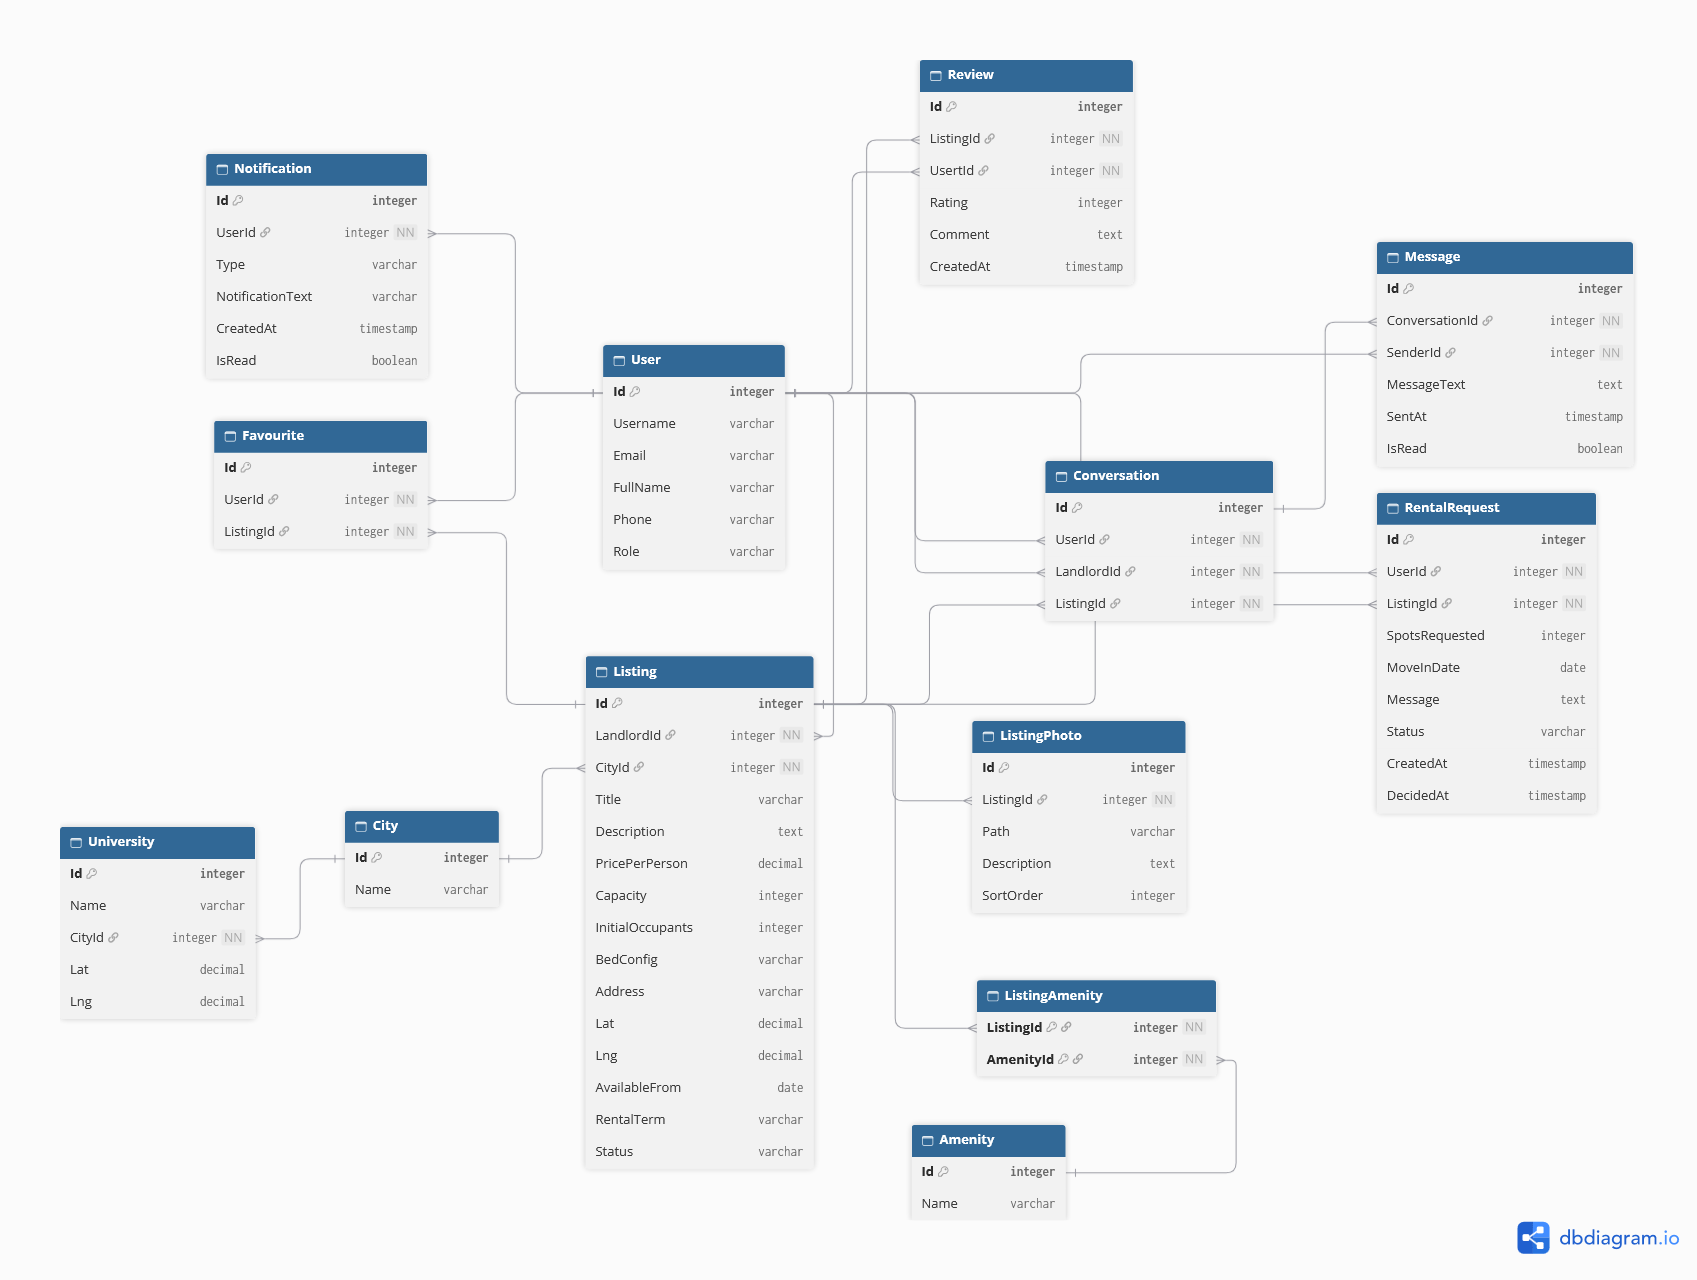 Review
Id integer
ListingId integer NN
UsertId integer NN
Rating integer
Comment text
CreatedAt timestamp
Notification
Id integer
UserId integer NN
Type varchar
NotificationText varchar
CreatedAt timestamp
IsRead boolean
Message
Id integer
ConversationId integer NN
SenderId integer NN
MessageText text
SentAt timestamp
IsRead boolean
User
Id integer
Username varchar
Email varchar
FullName varchar
Phone varchar
Role varchar
Favourite
Id integer
UserId integer NN
ListingId integer NN
Conversation
Id integer
UserId integer NN
LandlordId integer NN
ListingId integer NN
RentalRequest
Id integer
UserId integer NN
ListingId integer NN
SpotsRequested integer
MoveInDate date
Message text
Status varchar
CreatedAt timestamp
DecidedAt timestamp
Listing
Id integer
LandlordId integer NN
CityId integer NN
Title varchar
Description text
PricePerPerson decimal
Capacity integer
InitialOccupants integer
BedConfig varchar
Address varchar
Lat decimal
Lng decimal
AvailableFrom date
RentalTerm varchar
Status varchar
ListingPhoto
Id integer
ListingId integer NN
Path varchar
Description text
SortOrder integer
University
Id integer
Name varchar
CityId integer NN
Lat decimal
Lng decimal
City
Id integer
Name varchar
ListingAmenity
ListingId integer NN
AmenityId integer NN
Amenity
Id integer
Name varchar
dbdiagram.io